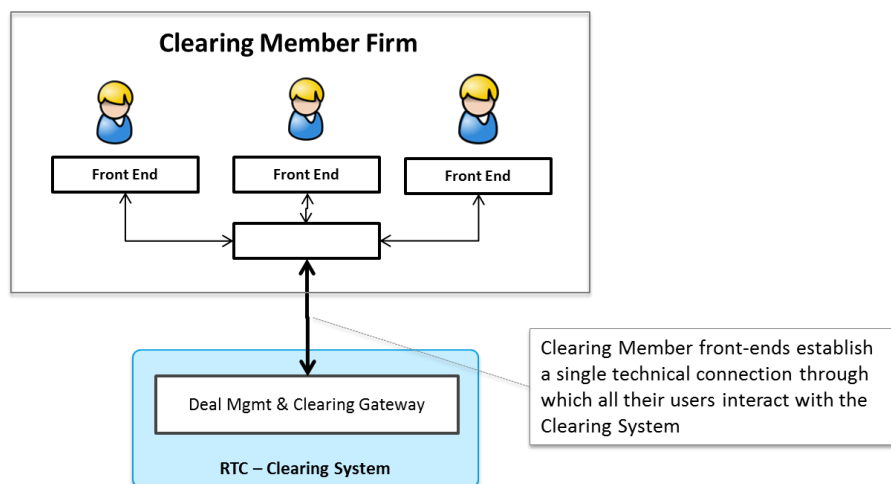 Clearing Member Firm
Front End
Front End
Front End
Clearing Member front-ends establish
a single technical connection through
which all their users interact with the
Clearing System
Deal Mgmt & Clearing Gateway
RTC – Clearing System